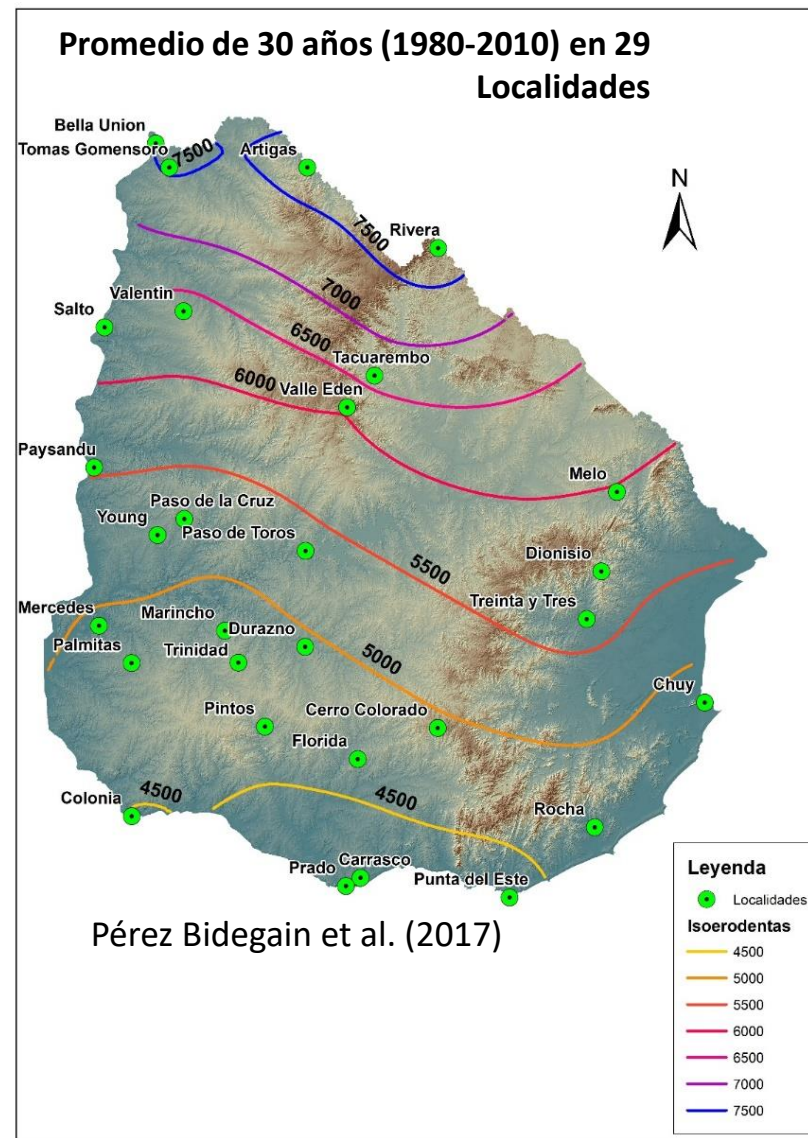 Promedio de 30 años (1980-2010) en 29
Localidades
Bella Union
Tomas Gomensoro
7500
Artigas
N
Rivera
7500
7000
Valentin
Salto
6500
Tacuarembo
6000
Valle Eden
Paysandu
Melo
Paso de la Cruz
Young
Paso de Toros
5500
Dionisio
Treinta y Tres
Mercedes
Marincho
Durazno
Palmitas
Trinidad
5000
Chuy
Pintos
Cerro Colorado
Florida
Colonia
4500
4500
Rocha
Prado
Carrasco
Punta del Este
Pérez Bidegain et al. (2017)
Leyenda
Localidades
Isoerodentas
4500
5000
5500
6000
6500
7000
7500